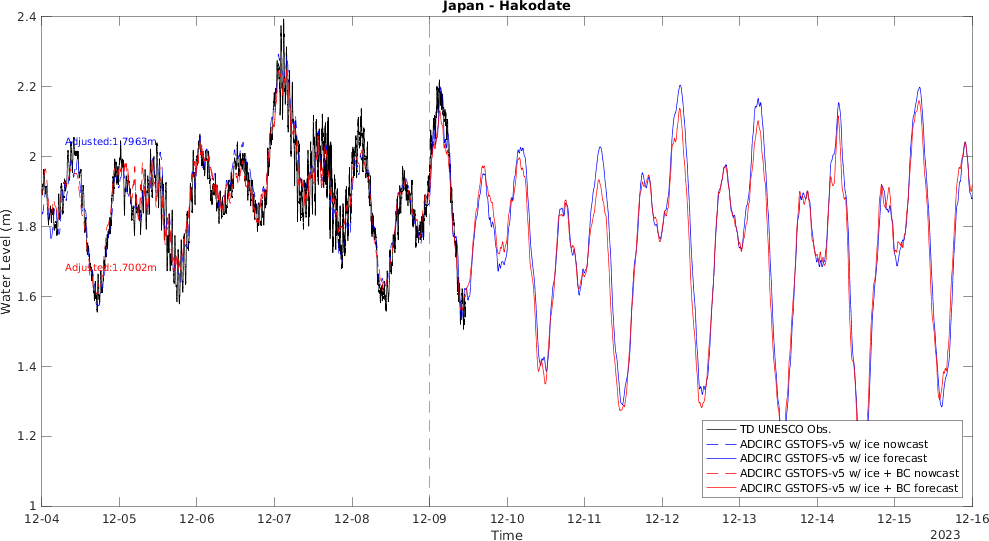 Japan - Hakodate
Water Level (m)
2.4
2.2
2
1.8
1.6
1.4
1.2
1
Adjusted:1.7963m
Adjusted:1.7002m
TD UNESCO Obs.
ADCIRC GSTOFS-v5 w/ ice nowcast
ADCIRC GSTOFS-v5 w/ ice forecast
ADCIRC GSTOFS-v5 w/ ice + BC nowcast
ADCIRC GSTOFS-v5 w/ ice + BC forecast
12-04 12-05 12-06 12-07 12-08 12-09 12-10 12-11 12-12 12-13 12-14 12-15 12-16
Time
2023